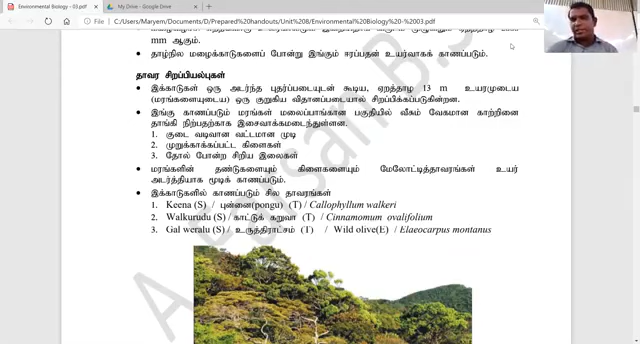 Environmental Biology - 03.pdf
My Drive - Google Drive
File
C:/Users/Maryem/Documents/D/Prepared%20handouts/Unit%208/Environmental%20Biology%20-%2003.pdf
mm ஆகும்.
• தாழ்நில மழைக்காடுகளைப் போன்று இங்கும் ஈரப்பதன் உயர்வாகக் காணப்படும்.
தாவர சிறப்பியல்புகள்
• இக்காடுகள் ஒரு அடர்ந்த புதர்ப்படையுடன் கூடிய, ஏறத்தாழ 13 m உயரமுடைய
(மரங்களையுடைய) ஒரு குறுகிய விதானப்படையால் சிறப்பிக்கப்படுகின்றன.
• இங்கு காணப்படும் மரங்கள் மலைப்பாங்கான பகுதியில் வீசும் வேகமான காற்றினை
தாங்கி நிற்பதற்காக இசைவாக்கமடைந்துள்ளன.
1. குடை வடிவான வட்டமான முடி
2. முறுக்காக்கப்பட்ட கிளைகள்
3. தோல் போன்ற சிறிய இலைகள்
• மரங்களின் தண்டுகளையும் கிளைகளையும் மேலொட்டித்தாவரங்கள் உயர்
அடர்த்தியாக மூடிக் காணப்படும்.
• இக்காடுகளில் காணப்படும் சில தாவரங்கள்
1. Keena (S) / புன்னை(pongu) (T) / Callophyllum walkeri
2. Walkurudu (S) / காட்டுக் கறுவா (T) / Cinnamomum ovalifolium
3. Gal weralu (S) / உருத்திராட்சம் (T) / Wild olive(E) / Elaeocarpus montanus